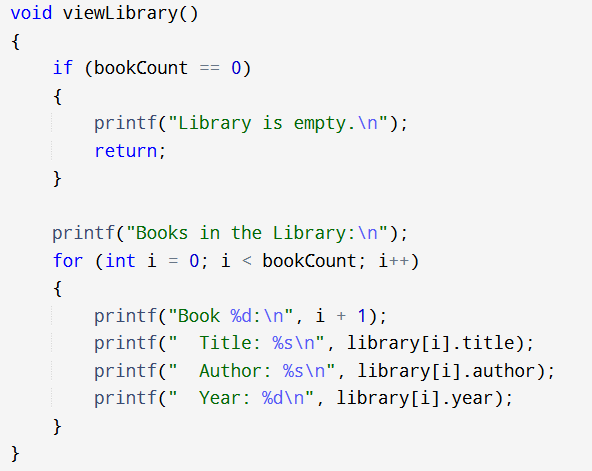 void viewLibrary()
{
    if (bookCount == 0)
    {
        printf("Library is empty.\n");
        return;
    }

    printf("Books in the Library:\n");
    for (int i = 0; i < bookCount; i++)
    {
        printf("Book %d:\n", i + 1);
        printf("  Title: %s\n", library[i].title);
        printf("  Author: %s\n", library[i].author);
        printf("  Year: %d\n", library[i].year);
    }
}